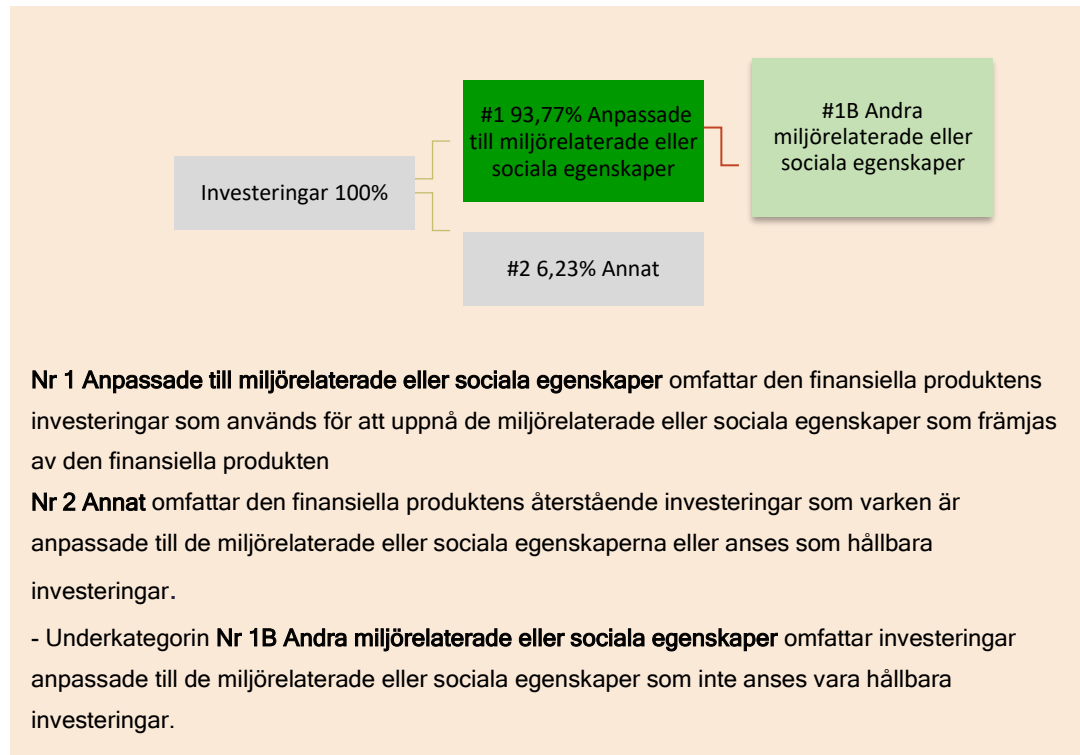 #1 93,77% Anpassade
till miljörelaterade eller
sociala egenskaper
#1B Andra
miljörelaterade eller
sociala egenskaper
Investeringar 100%
#2 6,23% Annat
Nr 1 Anpassade till miljörelaterade eller sociala egenskaper omfattar den finansiella produktens
investeringar som används för att uppnå de miljörelaterade eller sociala egenskaper som främjas
av den finansiella produkten
Nr 2 Annat omfattar den finansiella produktens återstående investeringar som varken är
anpassade till de miljörelaterade eller sociala egenskaperna eller anses som hållbara
investeringar.
- Underkategorin Nr 1B Andra miljörelaterade eller sociala egenskaper omfattar investeringar
anpassade till de miljörelaterade eller sociala egenskaper som inte anses vara hållbara
investeringar.